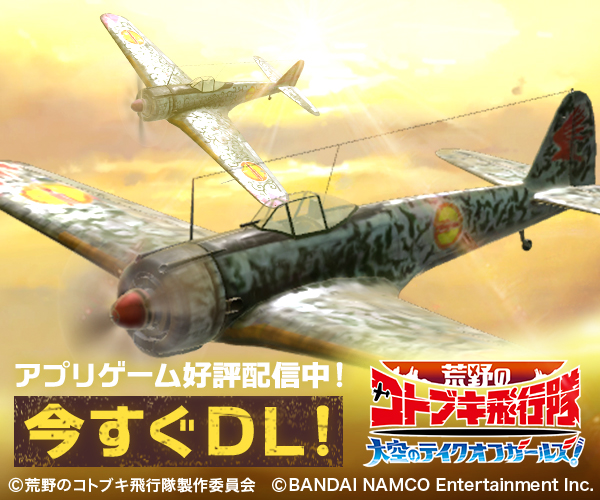 アプリゲーム好評配信中!
今すぐDL!
荒野の
コトブキ飛行隊
大空のテイクオフガールズ!
©荒野のコトブキ飛行隊製作委員会 ©BANDAI NAMCO Entertainment Inc.